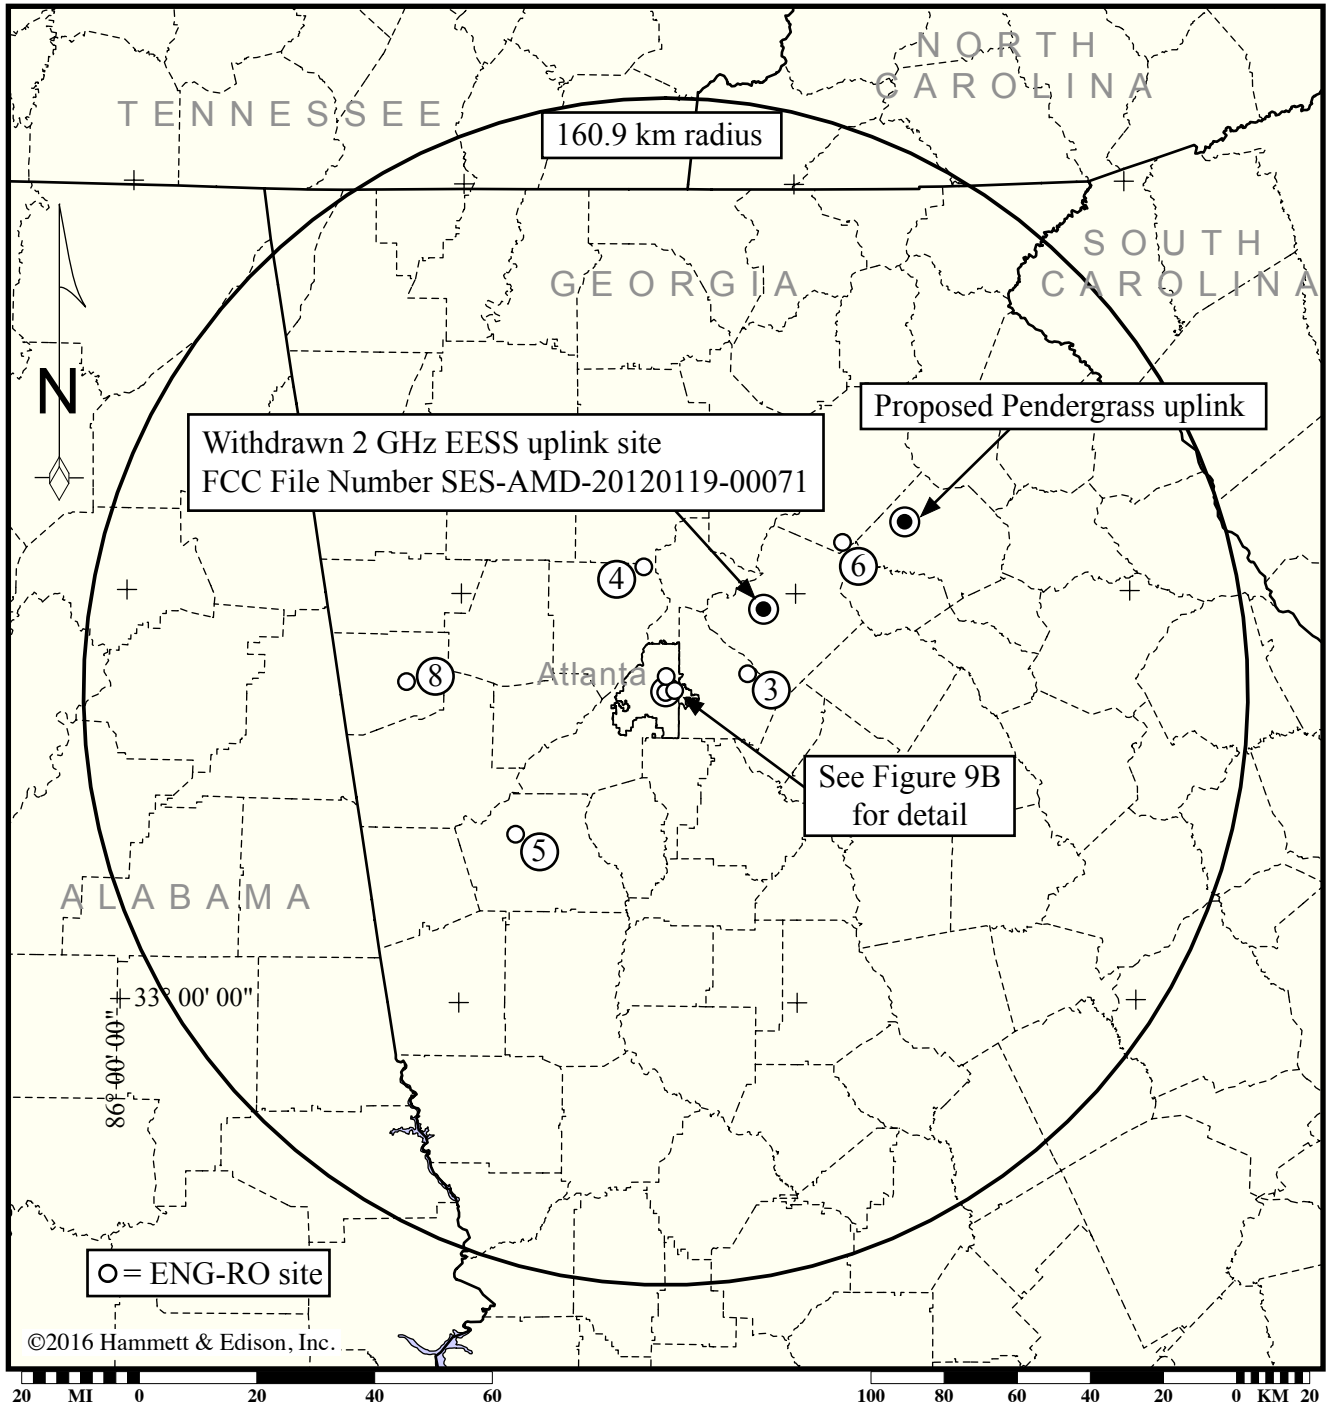 NORTH
CAROLINA
TENNESSEE
160.9 km radius
SOUTH
CAROLINA
GEORGIA
N
Proposed Pendergrass uplink
Withdrawn 2 GHz EESS uplink site
FCC File Number SES-AMD-20120119-00071
4
6
Atlanta
8
3
See Figure 9B
for detail
5
ALABAMA
33° 00' 00"
86° 00' 00"
= ENG-RO site
©2016 Hammett & Edison, Inc.
20 MI 0 20 40 60 100 80 60 40 20 0 KM 20